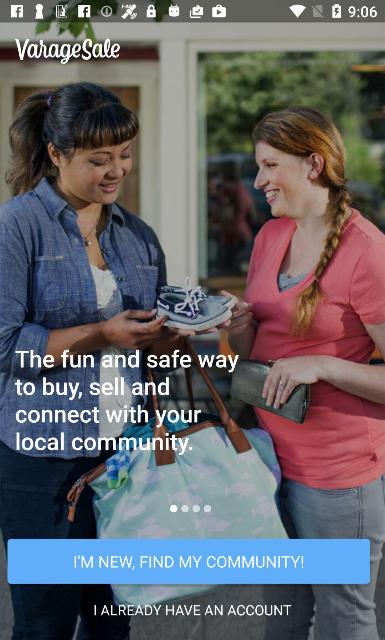 9:06
VarageSale
The fun and safe way
to buy, sell and
connect with your
local community.
I'M NEW, FIND MY COMMUNITY!
I ALREADY HAVE AN ACCOUNT